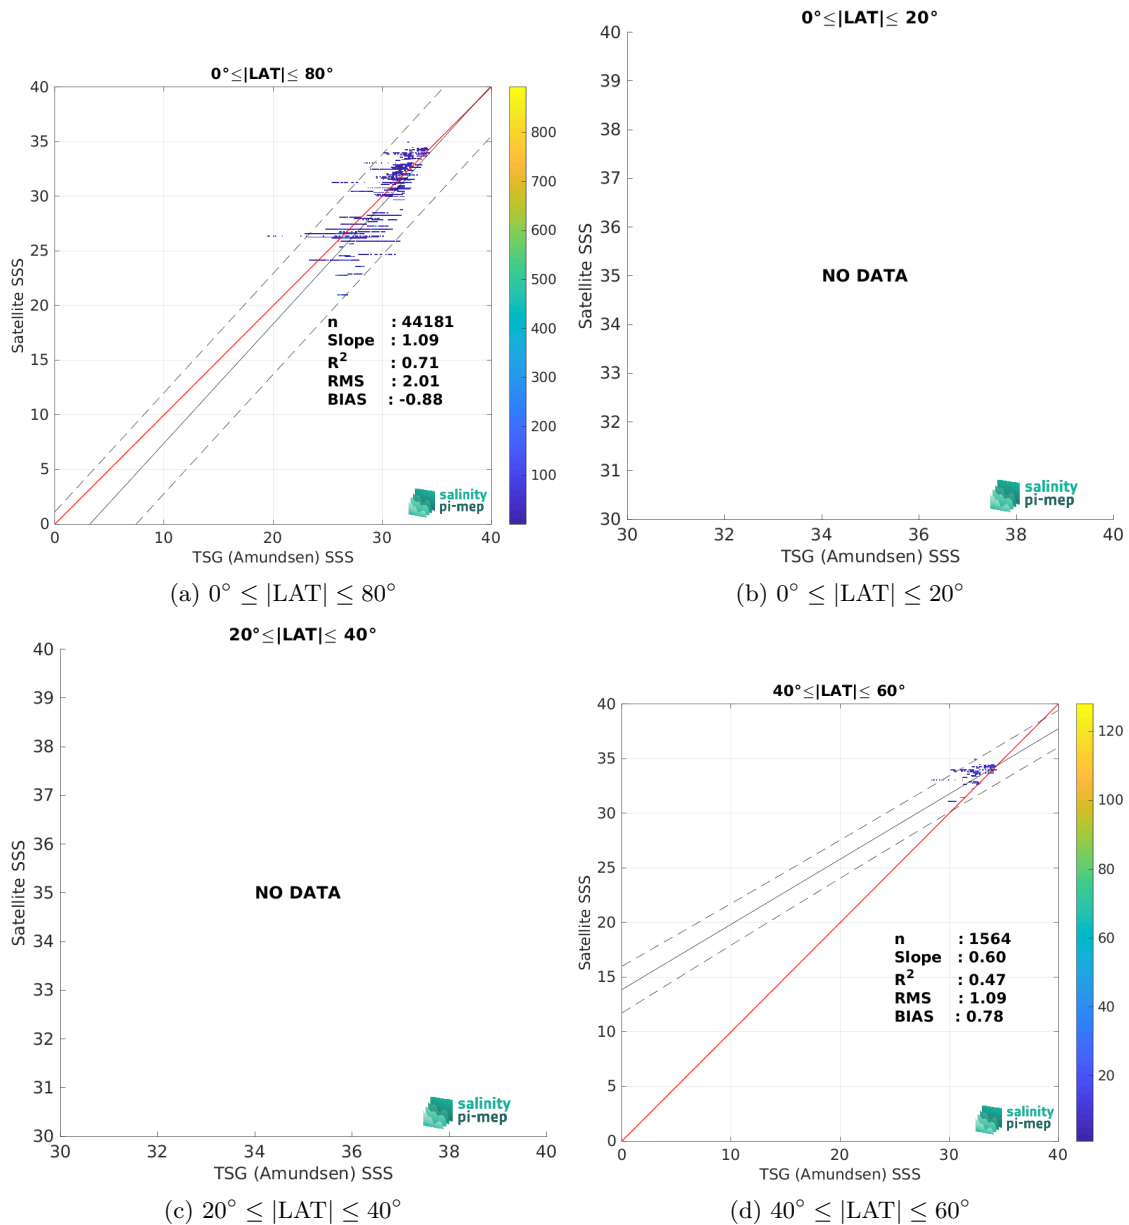 0°≤|LAT|≤ 80°
40
35
30
25
20
15
10
5
0
Satellite SSS
n : 44181
Slope : 1.09
R2 : 0.71
RMS : 2.01
BIAS : -0.88
salinity
pi-mep
0 10 20 30 40
TSG (Amundsen) SSS
800
700
600
500
400
300
200
100
(a) 0° ≤ |LAT| ≤ 80°
0°≤|LAT|≤ 20°
40
39
38
37
36
35
34
33
32
31
30
Satellite SSS
NO DATA
salinity
pi-mep
30 32 34 36 38 40
TSG (Amundsen) SSS
(b) 0° ≤ |LAT| ≤ 20°
20°≤|LAT|≤ 40°
40
39
38
37
36
35
34
33
32
31
30
Satellite SSS
NO DATA
salinity
pi-mep
30 32 34 36 38 40
TSG (Amundsen) SSS
(c) 20° ≤ |LAT| ≤ 40°
40°≤|LAT|≤ 60°
40
35
30
25
20
15
10
5
0
Satellite SSS
n : 1564
Slope : 0.60
R2 : 0.47
RMS : 1.09
BIAS : 0.78
salinity
pi-mep
0 10 20 30 40
TSG (Amundsen) SSS
120
100
80
60
40
20
(d) 40° ≤ |LAT| ≤ 60°